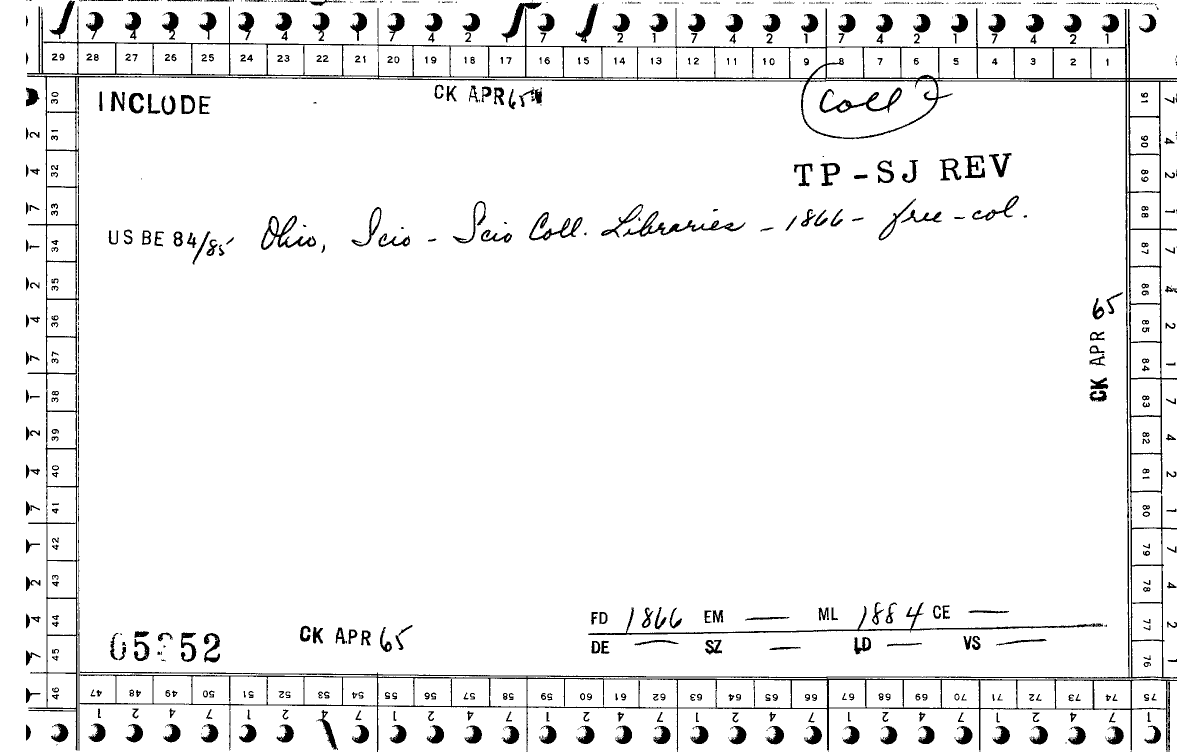 7 4 2 1 7 4 2 1 7 4 2 1 7 4 2 1 7 4 2 1 7 4 2 1 7 4 2 1
29 28 27 26 25 24 23 22 21 20 19 18 17 16 15 14 13 12 11 10 9 8 7 6 5 4 3 2 1
INCLUDE
CK APR 65
Coll ?
TP-SJ REV
US BE 84/85 Ohio, Scio - Scio Coll. Libraries - 1866 - free - col.
CK APR 65
FD 1866 EM — ML 1884 CE —
DE — SZ — LD — VS —
CK APR 65
30 31 32 33 34 35 36 37 38 39 40 41 42 43 44 45 46
91 90 89 88 87 86 85 84 83 82 81 80 79 78 77 76 75
47 48 49 50 51 52 53 54 55 56 57 58 59 60 61 62 63 64 65 66 67 68 69 70 71 72 73 74
1 2 4 7 1 2 4 7 1 2 4 7 1 2 4 7 1 2 4 7 1 2 4 7 1 2 4 7